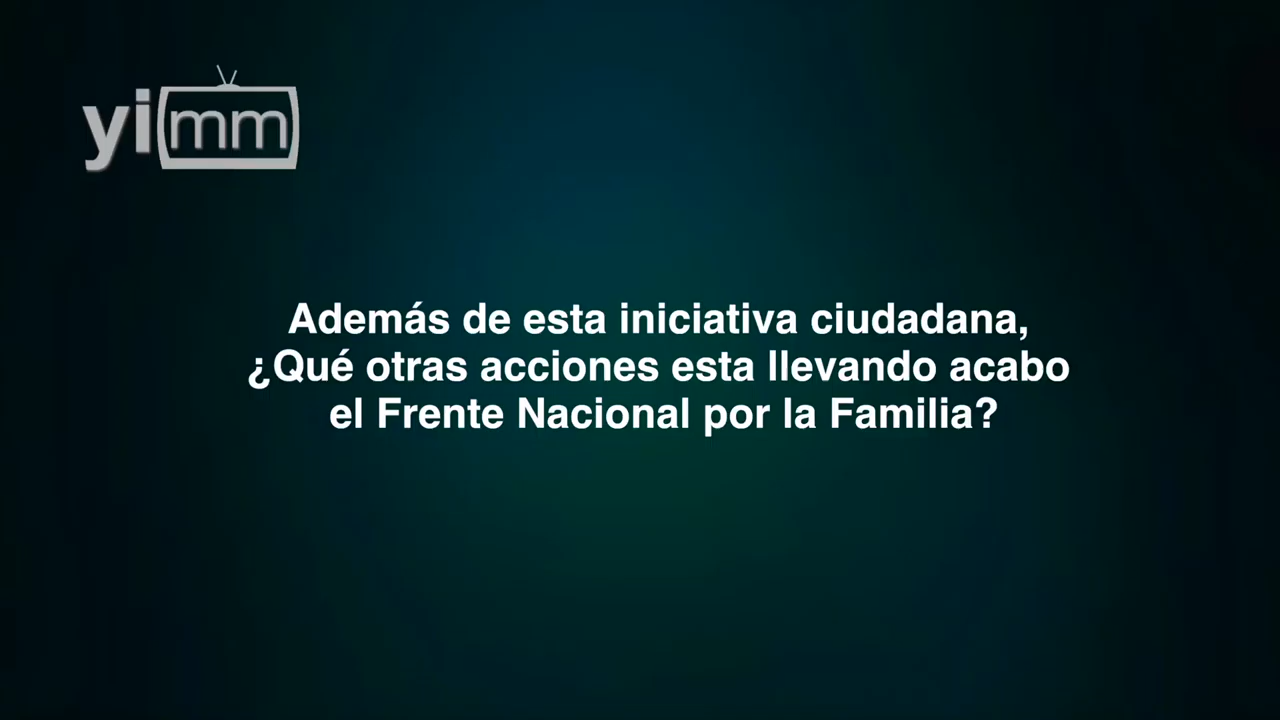 yimm
Además de esta iniciativa ciudadana,
¿Qué otras acciones esta llevando acabo
el Frente Nacional por la Familia?